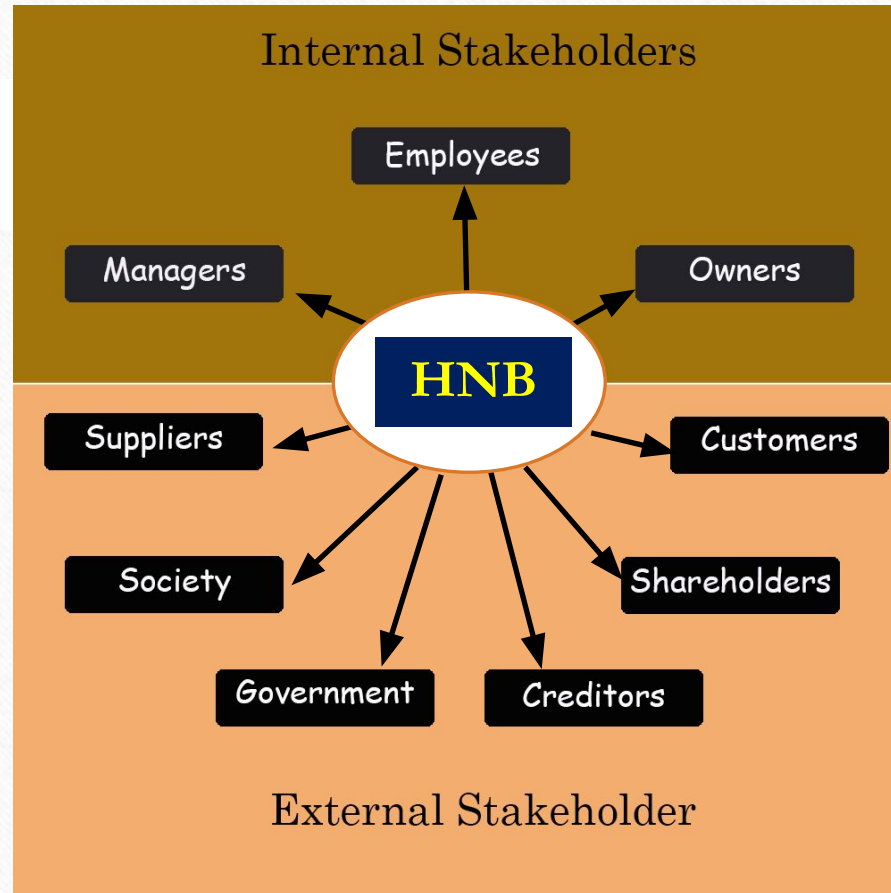 Internal Stakeholders
Employees
Managers
Owners
HNB
Suppliers
Customers
Society
Shareholders
Government
Creditors
External Stakeholder